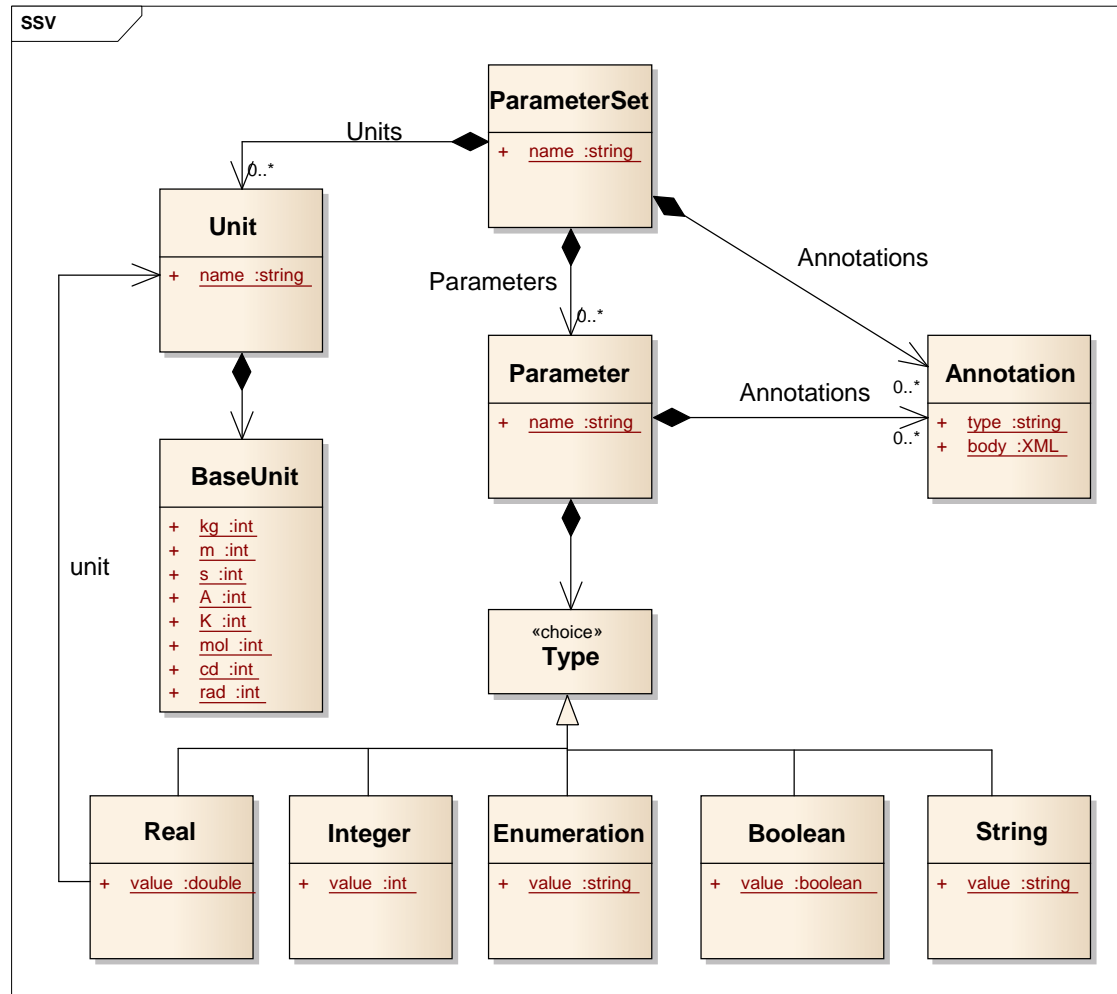 SSV
ParameterSet
+ name :string
Units
0..*
Unit
+ name :string
Annotations
Parameters
0..*
Parameter
+ name :string
Annotations
0..*
0..*
Annotation
+ type :string
+ body :XML
BaseUnit
+ kg :int
+ m :int
+ s :int
+ A :int
+ K :int
+ mol :int
+ cd :int
+ rad :int
unit
«choice»
Type
Real
+ value :double
Integer
+ value :int
Enumeration
+ value :string
Boolean
+ value :boolean
String
+ value :string